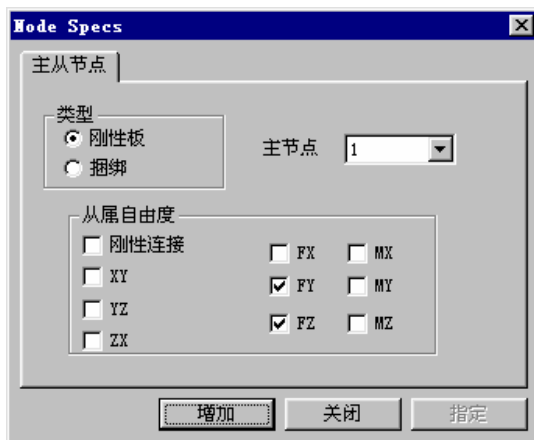 Node Specs
主从节点
类型
刚性板
捆绑
主节点 1
从属自由度
刚性连接
XY
YZ
ZX
FX MX
FY MY
FZ MZ
增加 关闭 指定